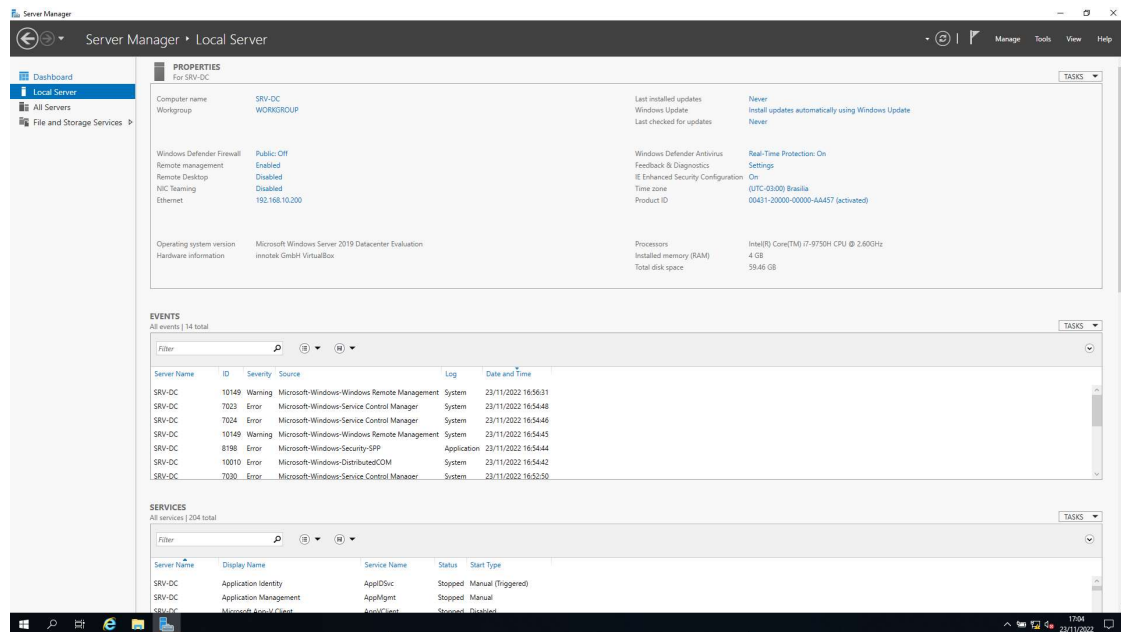 Server Manager
Server Manager • Local Server
Manage Tools View Help
Dashboard
Local Server
All Servers
File and Storage Services
PROPERTIES
For SRV-DC
TASKS
Computer name SRV-DC
Workgroup WORKGROUP
Last installed updates Never
Windows Update Install updates automatically using Windows Update
Last checked for updates Never
Windows Defender Firewall Public: Off
Remote management Enabled
Remote Desktop Disabled
NIC Teaming Disabled
Ethernet 192.168.10.200
Windows Defender Antivirus Real-Time Protection: On
Feedback & Diagnostics Settings
IE Enhanced Security Configuration On
Time zone (UTC-03:00) Brasilia
Product ID 00431-20000-00000-AA457 (activated)
Operating system version Microsoft Windows Server 2019 Datacenter Evaluation
Hardware information innotek GmbH VirtualBox
Processors Intel(R) Core(TM) i7-9750H CPU @ 2.60GHz
Installed memory (RAM) 4 GB
Total disk space 59.46 GB
EVENTS
All events | 14 total
TASKS
Filter
Server Name ID Severity Source Log Date and Time
SRV-DC 10149 Warning Microsoft-Windows-Windows Remote Management System 23/11/2022 16:56:31
SRV-DC 7023 Error Microsoft-Windows-Service Control Manager System 23/11/2022 16:54:48
SRV-DC 7024 Error Microsoft-Windows-Service Control Manager System 23/11/2022 16:54:46
SRV-DC 10149 Warning Microsoft-Windows-Windows Remote Management System 23/11/2022 16:54:45
SRV-DC 8198 Error Microsoft-Windows-Security-SPP Application 23/11/2022 16:54:44
SRV-DC 10010 Error Microsoft-Windows-DistributedCOM System 23/11/2022 16:54:42
SRV-DC 7030 Error Microsoft-Windows-Service Control Manager System 23/11/2022 16:52:50
SERVICES
All services | 204 total
TASKS
Filter
Server Name Display Name Service Name Status Start Type
SRV-DC Application Identity AppIDSvc Stopped Manual (Triggered)
SRV-DC Application Management AppMgmt Stopped Manual
SRV-DC Microsoft App-V Client AppVClient Stopped Disabled
17:04
23/11/2022